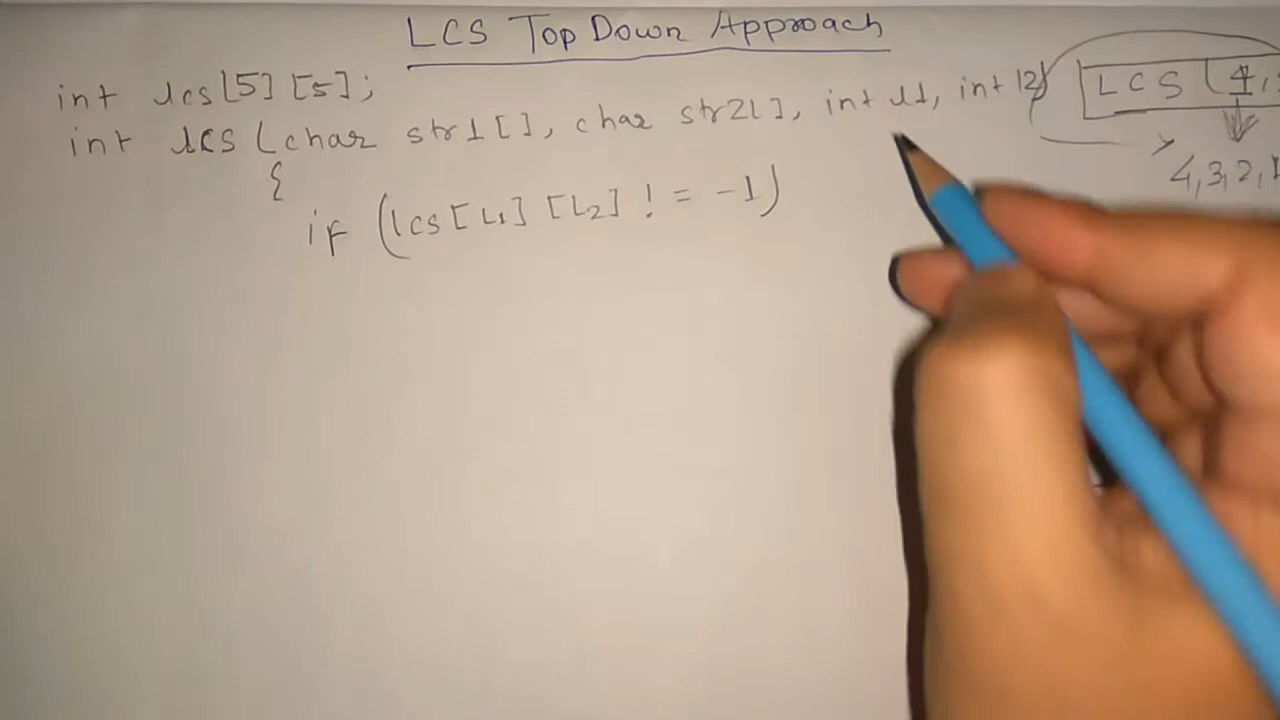 LCS Top Down Approach
int lcs[5][5];
int lCS (char str1[], char str2[], int l1, int l2)
{
if (lcs[L1][L2] != -1)
LCS (4,
4,3,2,1